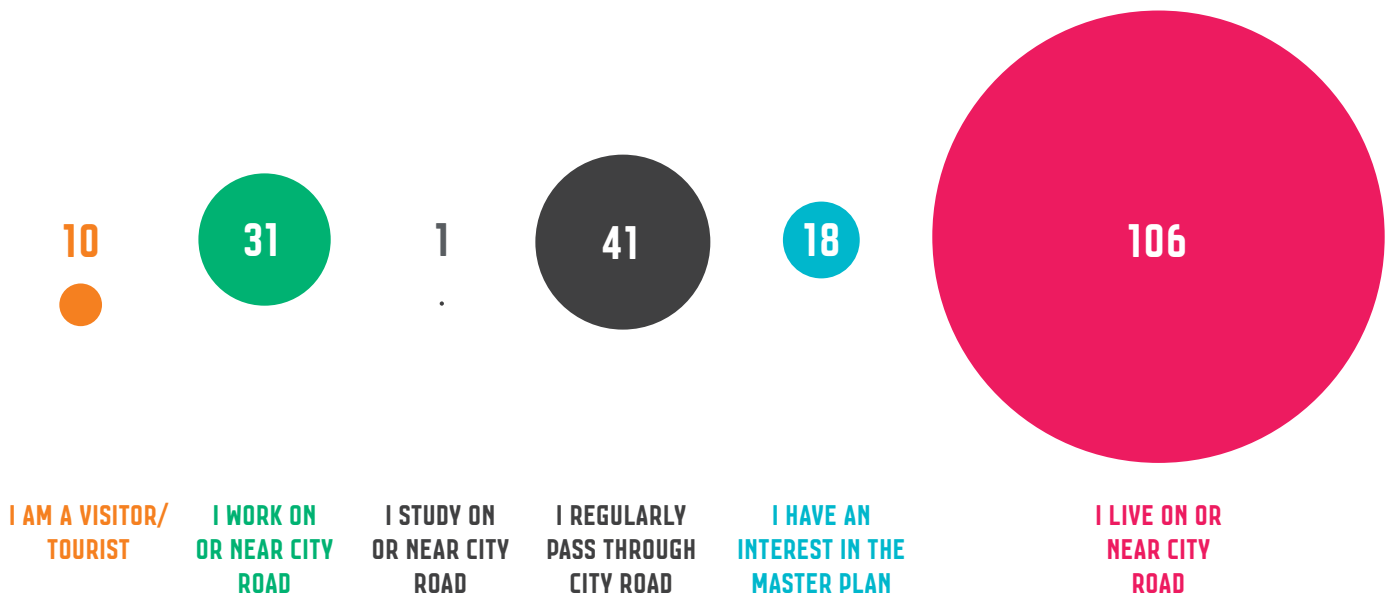 10
31
1
41
18
106
I AM A VISITOR/
TOURIST
I WORK ON
OR NEAR CITY
ROAD
I STUDY ON
OR NEAR CITY
ROAD
I REGULARLY
PASS THROUGH
CITY ROAD
I HAVE AN
INTEREST IN THE
MASTER PLAN
I LIVE ON OR
NEAR CITY
ROAD